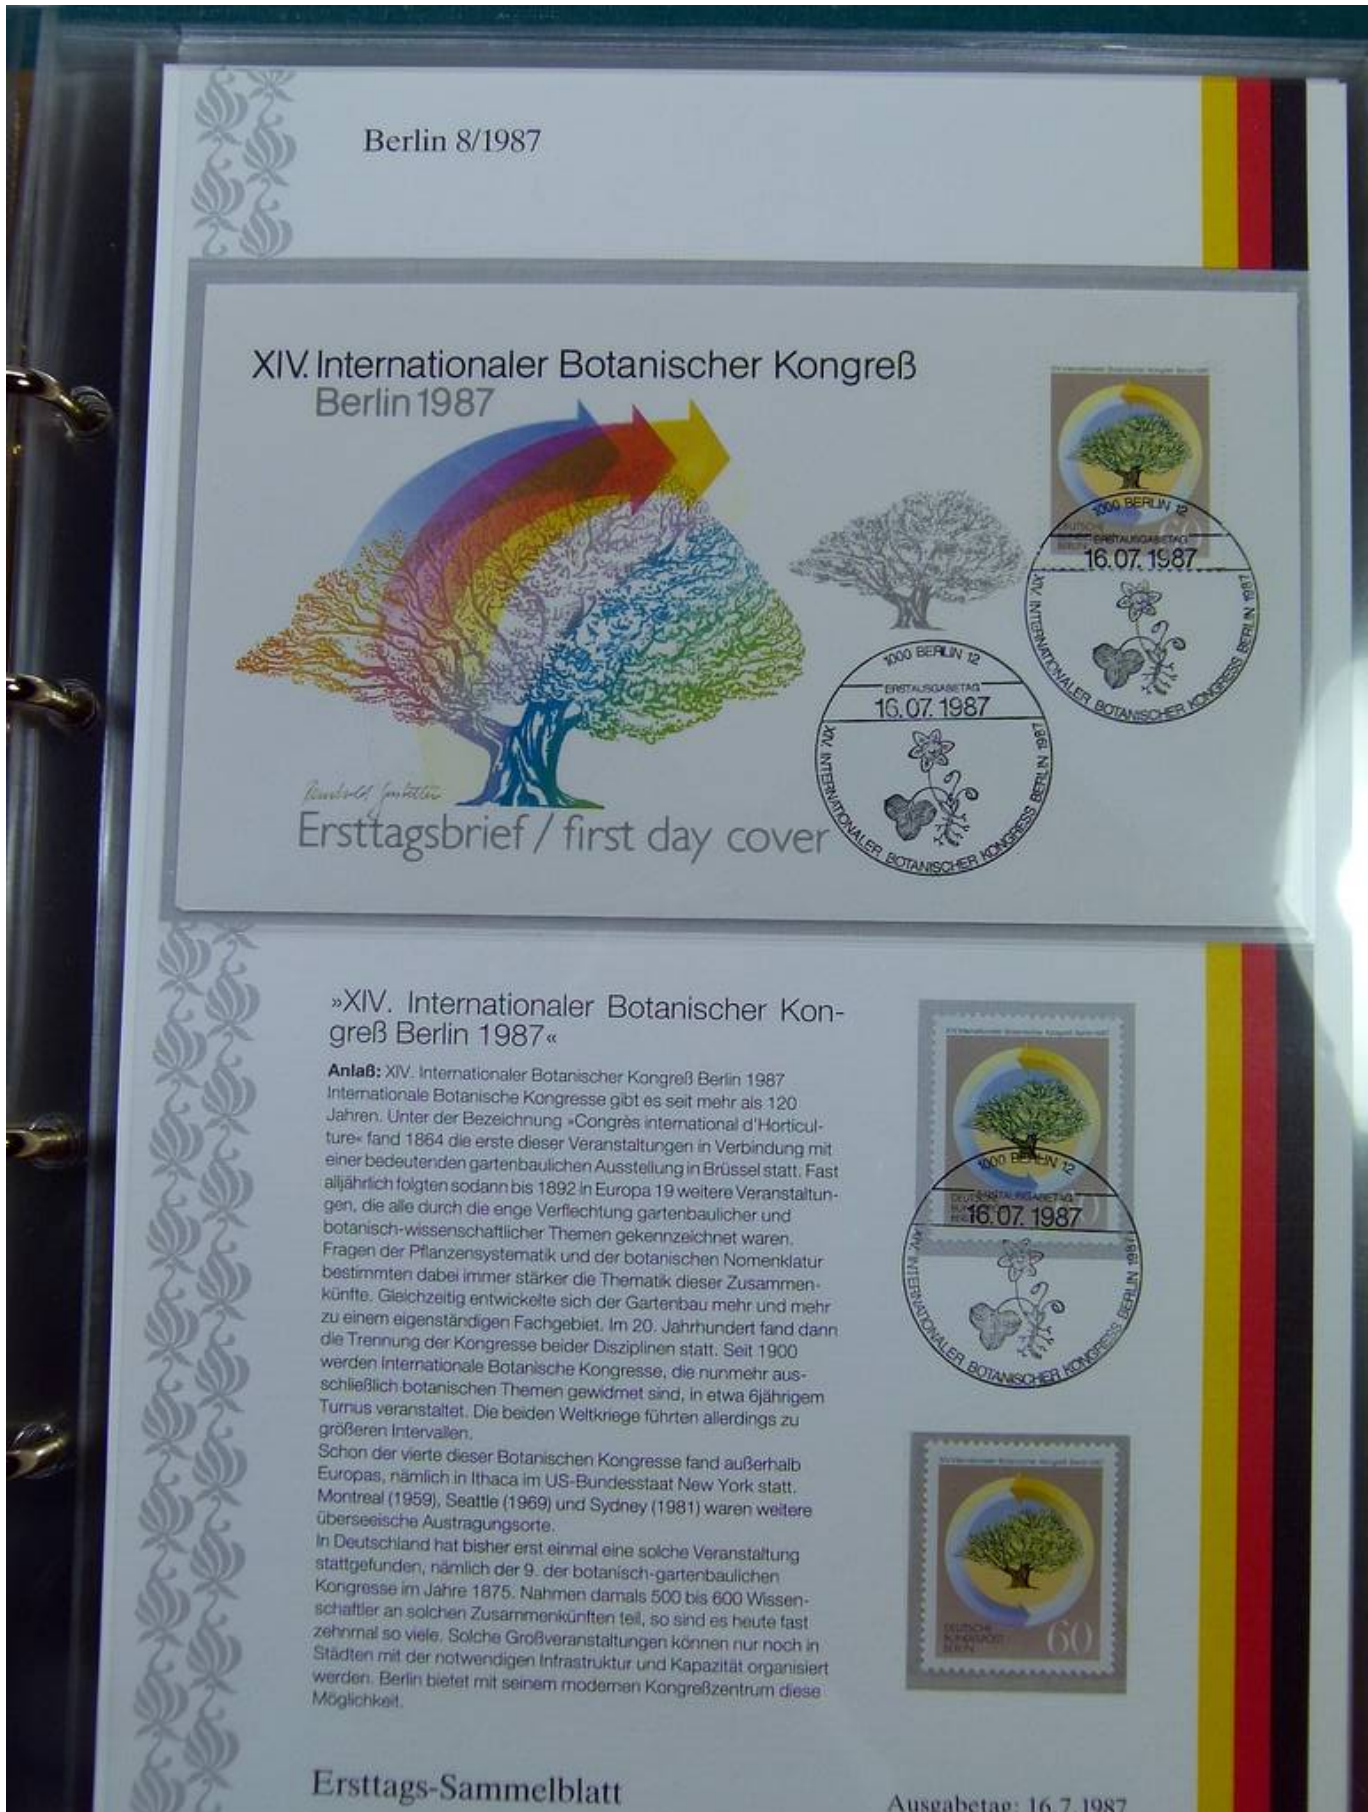 Berlin 8/1987
XIV. Internationaler Botanischer Kongreß
Berlin 1987
1000 BERLIN 12
ERSTAUSGABETAG
16.07.1987
XIV. INTERNATIONALER BOTANISCHER KONGRESS BERLIN 1987
1000 BERLIN 12
ERSTAUSGABETAG
16.07.1987
XIV. INTERNATIONALER BOTANISCHER KONGRESS BERLIN 1987
Ersttagsbrief / first day cover
»XIV. Internationaler Botanischer Kon-
greß Berlin 1987«
Anlaß: XIV. Internationaler Botanischer Kongreß Berlin 1987
Internationale Botanische Kongresse gibt es seit mehr als 120
Jahren. Unter der Bezeichnung »Congrès international d'Horticul-
ture« fand 1864 die erste dieser Veranstaltungen in Verbindung mit
einer bedeutenden gartenbaulichen Ausstellung in Brüssel statt. Fast
alljährlich folgten sodann bis 1892 in Europa 19 weitere Veranstaltun-
gen, die alle durch die enge Verflechtung gartenbaulicher und
botanisch-wissenschaftlicher Themen gekennzeichnet waren.
Fragen der Pflanzensystematik und der botanischen Nomenklatur
bestimmten dabei immer stärker die Thematik dieser Zusammen-
künfte. Gleichzeitig entwickelte sich der Gartenbau mehr und mehr
zu einem eigenständigen Fachgebiet. Im 20. Jahrhundert fand dann
die Trennung der Kongresse beider Disziplinen statt. Seit 1900
werden Internationale Botanische Kongresse, die nunmehr aus-
schließlich botanischen Themen gewidmet sind, in etwa 6jährigem
Turnus veranstaltet. Die beiden Weltkriege führten allerdings zu
größeren Intervallen.
Schon der vierte dieser Botanischen Kongresse fand außerhalb
Europas, nämlich in Ithaca im US-Bundesstaat New York statt.
Montreal (1959), Seattle (1969) und Sydney (1981) waren weitere
überseeische Austragungsorte.
In Deutschland hat bisher erst einmal eine solche Veranstaltung
stattgefunden, nämlich der 9. der botanisch-gartenbaulichen
Kongresse im Jahre 1875. Nahmen damals 500 bis 600 Wissen-
schaftler an solchen Zusammenkünften teil, so sind es heute fast
zehnmal so viele. Solche Großveranstaltungen können nur noch in
Städten mit der notwendigen Infrastruktur und Kapazität organisiert
werden. Berlin bietet mit seinem modernen Kongreßzentrum diese
Möglichkeit.
1000 BERLIN 12
ERSTAUSGABETAG
16.07.1987
XIV. INTERNATIONALER BOTANISCHER KONGRESS BERLIN 1987
DEUTSCHE
BUNDESPOST
BERLIN
60
Ersttags-Sammelblatt
Ausgabetag: 16.7.1987